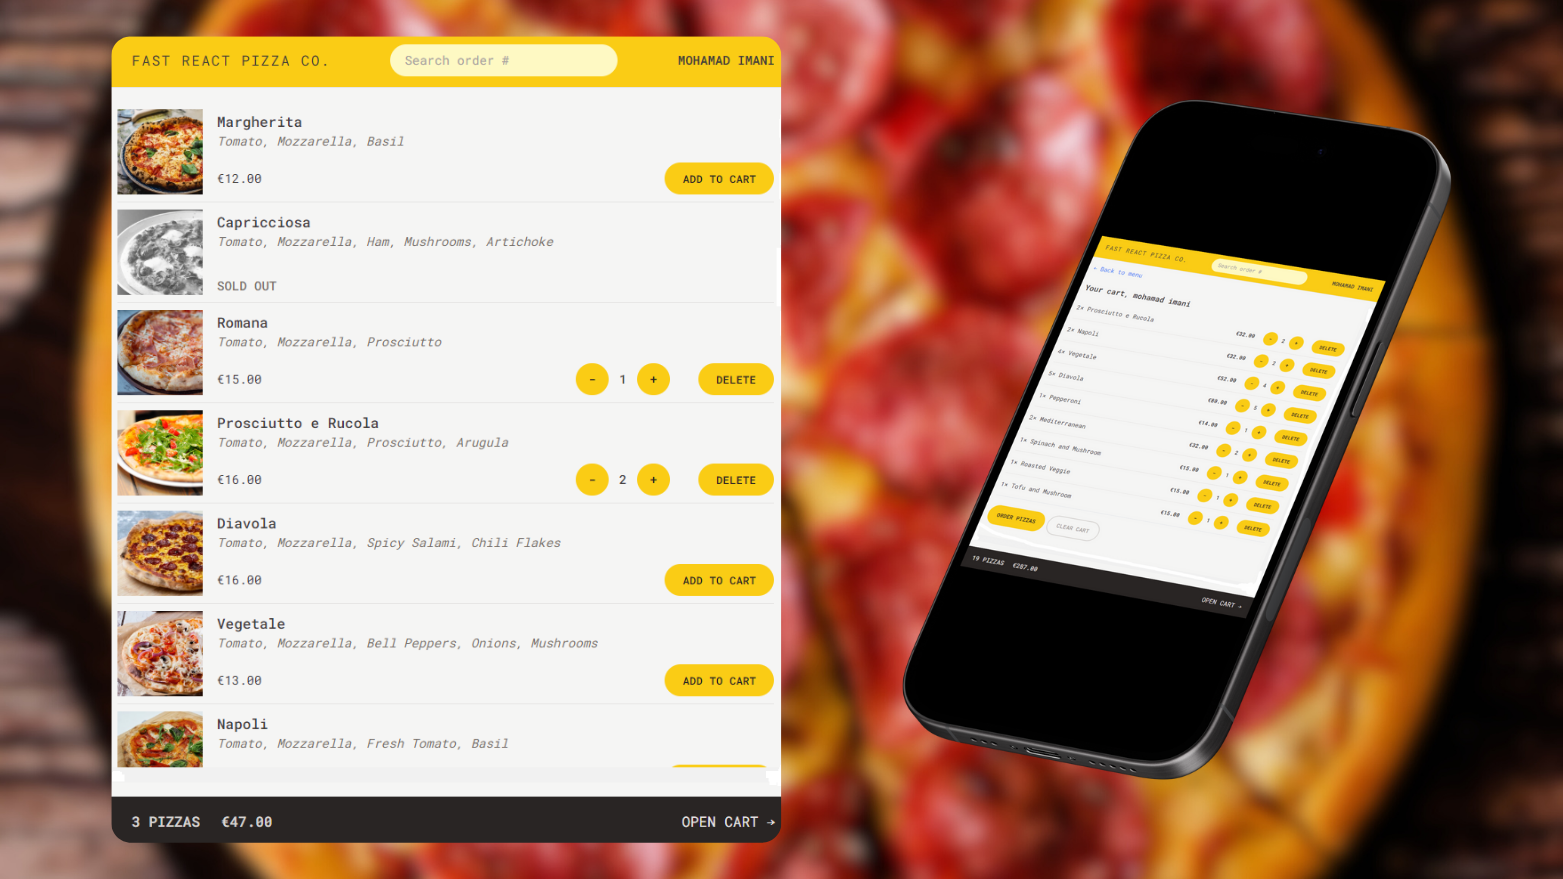 FAST REACT PIZZA CO.
Search order #
MOHAMAD IMANI
Margherita
Tomato, Mozzarella, Basil
€12.00
ADD TO CART
Capricciosa
Tomato, Mozzarella, Ham, Mushrooms, Artichoke
SOLD OUT
Romana
Tomato, Mozzarella, Prosciutto
€15.00
- 1 +
DELETE
Prosciutto e Rucola
Tomato, Mozzarella, Prosciutto, Arugula
€16.00
- 2 +
DELETE
Diavola
Tomato, Mozzarella, Spicy Salami, Chili Flakes
€16.00
ADD TO CART
Vegetale
Tomato, Mozzarella, Bell Peppers, Onions, Mushrooms
€13.00
ADD TO CART
Napoli
Tomato, Mozzarella, Fresh Tomato, Basil
3 PIZZAS €47.00
OPEN CART →
FAST REACT PIZZA CO.
Search order #
MOHAMAD IMANI
← Back to menu
Your cart, mohamad imani
2× Prosciutto e Rucola €32.00 - 2 + DELETE
2× Napoli €32.00 - 2 + DELETE
4× Vegetale €52.00 - 4 + DELETE
5× Diavola €80.00 - 5 + DELETE
1× Pepperoni €14.00 - 1 + DELETE
2× Mediterranean €32.00 - 2 + DELETE
1× Spinach and Mushroom €15.00 - 1 + DELETE
1× Roasted Veggie €15.00 - 1 + DELETE
1× Tofu and Mushroom €15.00 - 1 + DELETE
ORDER PIZZAS
CLEAR CART
19 PIZZAS €287.00
OPEN CART →